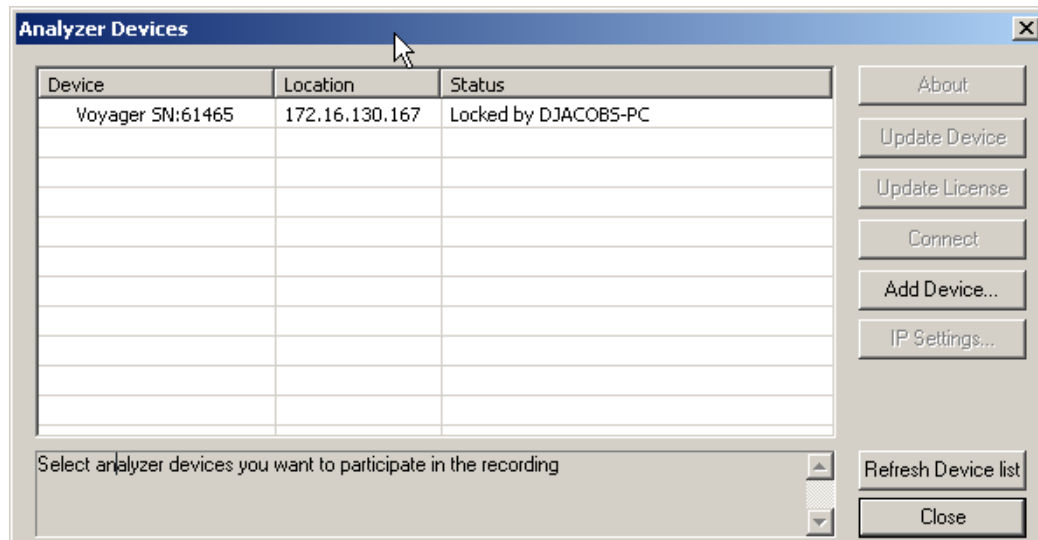 Analyzer Devices
Device Location Status
Voyager SN:61465 172.16.130.167 Locked by DJACOBS-PC
About
Update Device
Update License
Connect
Add Device...
IP Settings...
Select analyzer devices you want to participate in the recording
Refresh Device list
Close